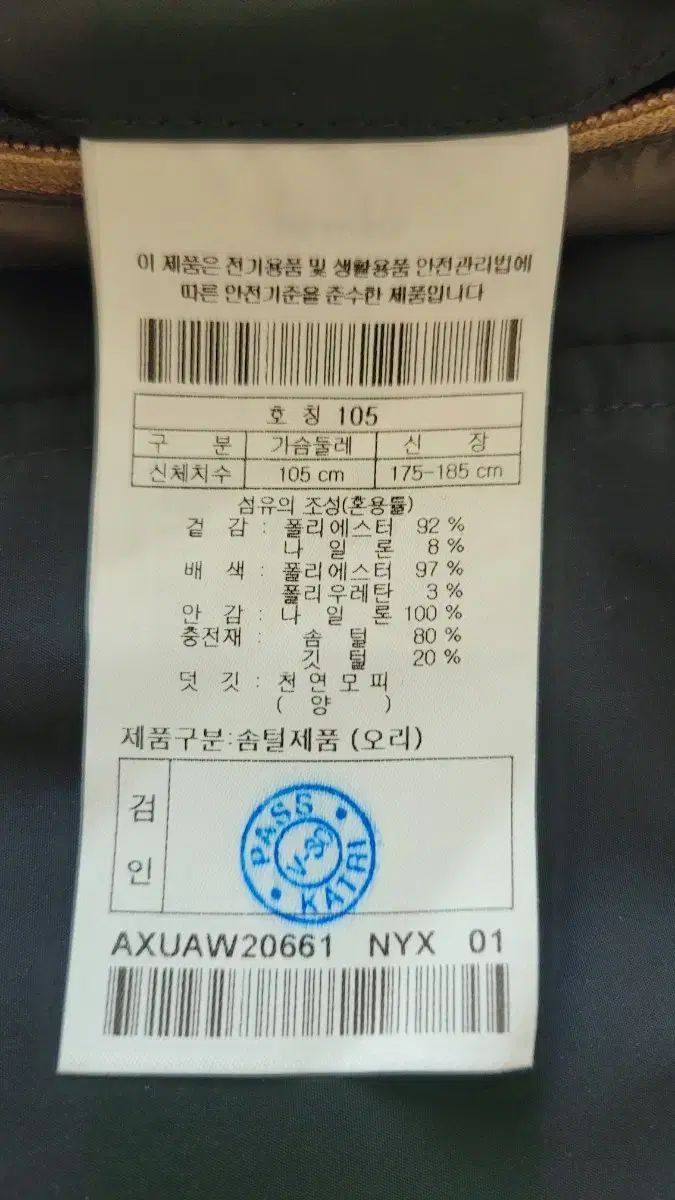 이 제품은 전기용품 및 생활용품 안전관리법에
따른 안전기준을 준수한 제품입니다
호 칭 105
구 분 가슴둘레 신 장
신체치수 105 cm 175-185 cm
섬유의 조성(혼용률)
겉 감 : 폴리에스터 92 %
나 일 론 8 %
배 색 : 폴리에스터 97 %
폴리우레탄 3 %
안 감 : 나 일 론 100 %
충전재 : 솜 털 80 %
깃 털 20 %
덧 깃 : 천연모피
( 양 )
제품구분:솜털제품 (오리)
검
인
PASS
V-30
KATRI
AXUAW20661 NYX 01